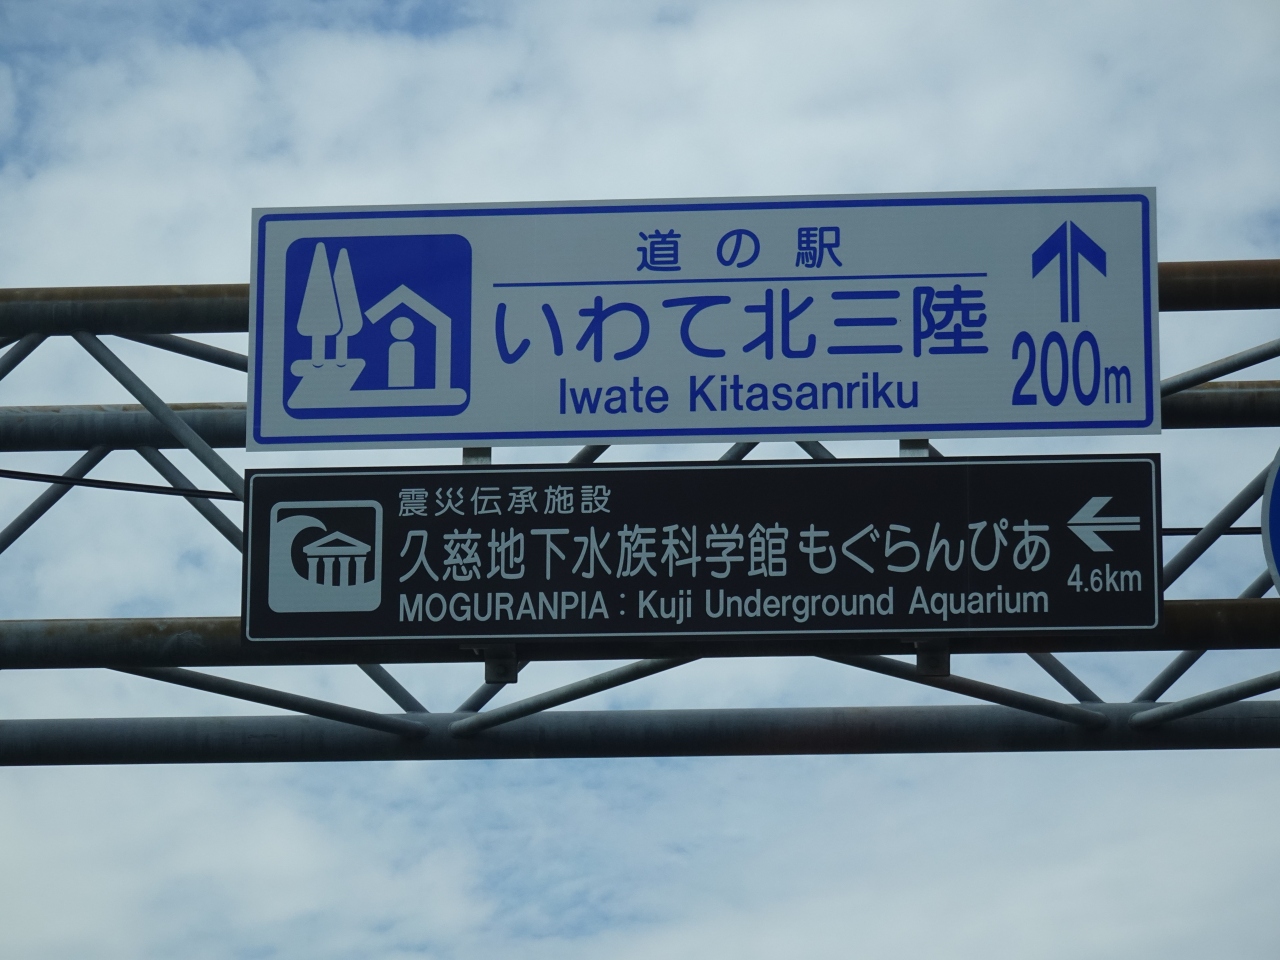 道の駅
いわて北三陸
Iwate Kitasanriku
200m
震災伝承施設
久慈地下水族科学館もぐらんぴあ
MOGURANPIA : Kuji Underground Aquarium
4.6km